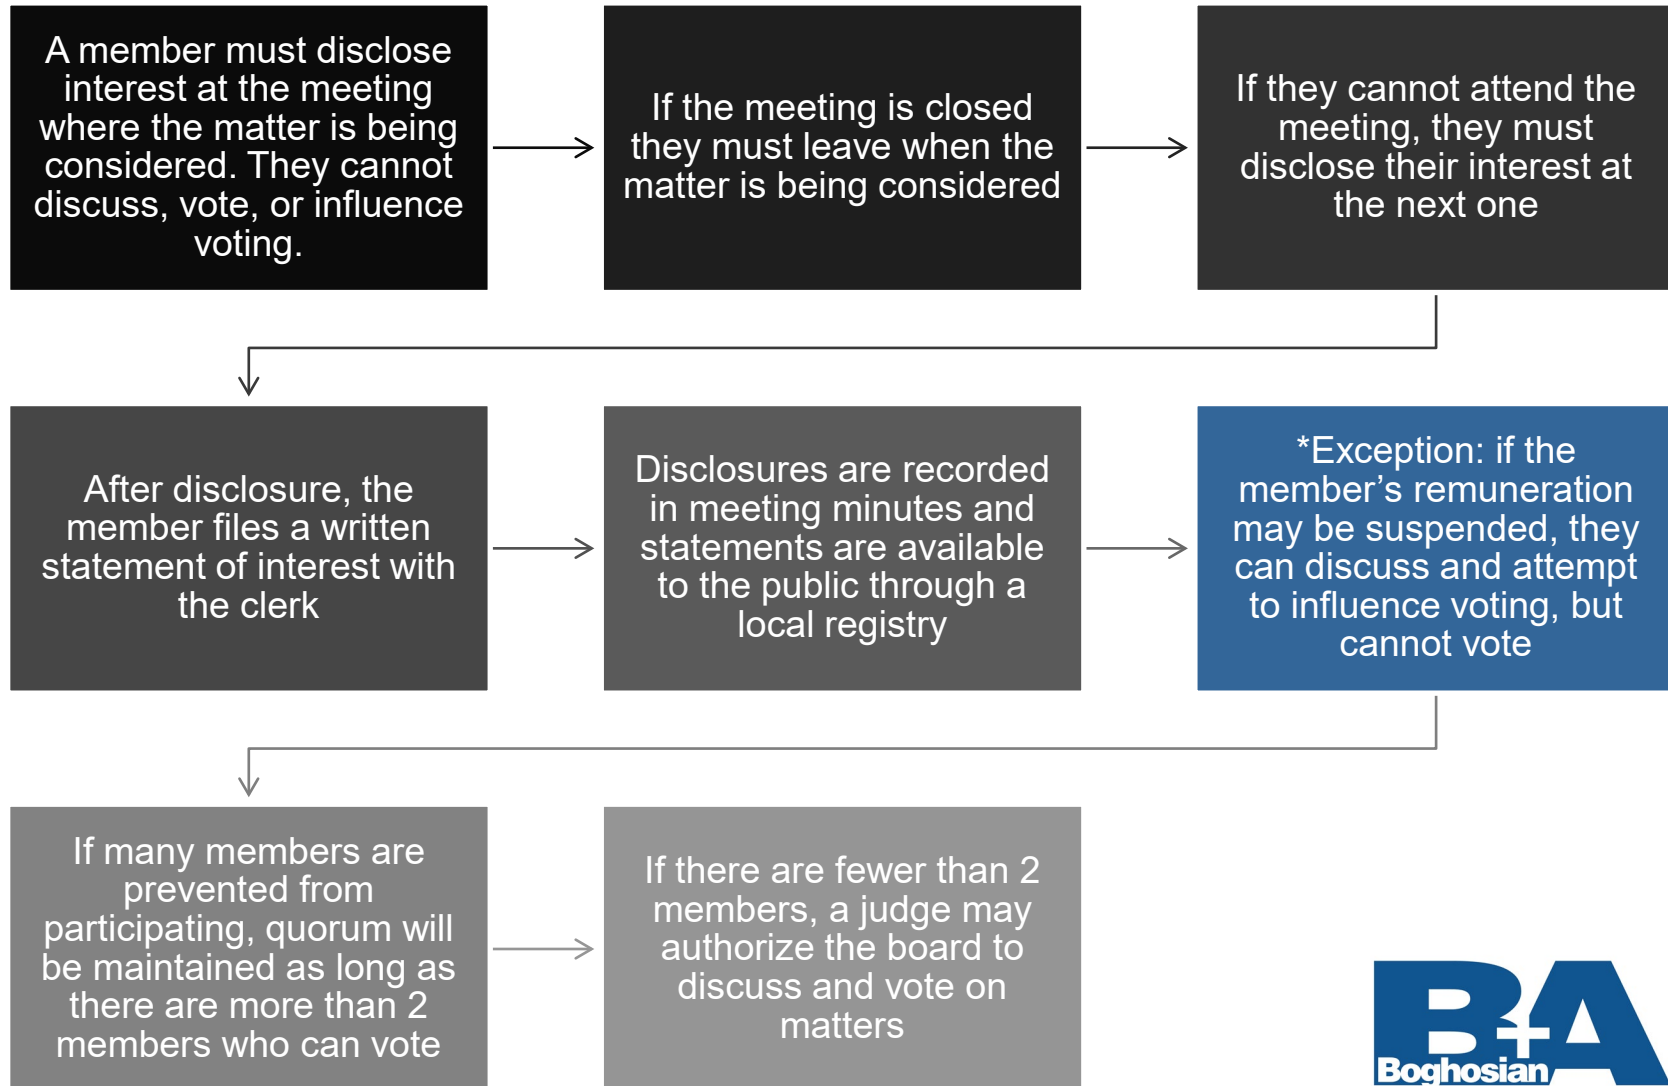 A member must disclose
interest at the meeting
where the matter is being
considered. They cannot
discuss, vote, or influence
voting.
If the meeting is closed
they must leave when the
matter is being considered
If they cannot attend the
meeting, they must
disclose their interest at
the next one
After disclosure, the
member files a written
statement of interest with
the clerk
Disclosures are recorded
in meeting minutes and
statements are available
to the public through a
local registry
*Exception: if the
member’s remuneration
may be suspended, they
can discuss and attempt
to influence voting, but
cannot vote
If many members are
prevented from
participating, quorum will
be maintained as long as
there are more than 2
members who can vote
If there are fewer than 2
members, a judge may
authorize the board to
discuss and vote on
matters
B+A
Boghosian